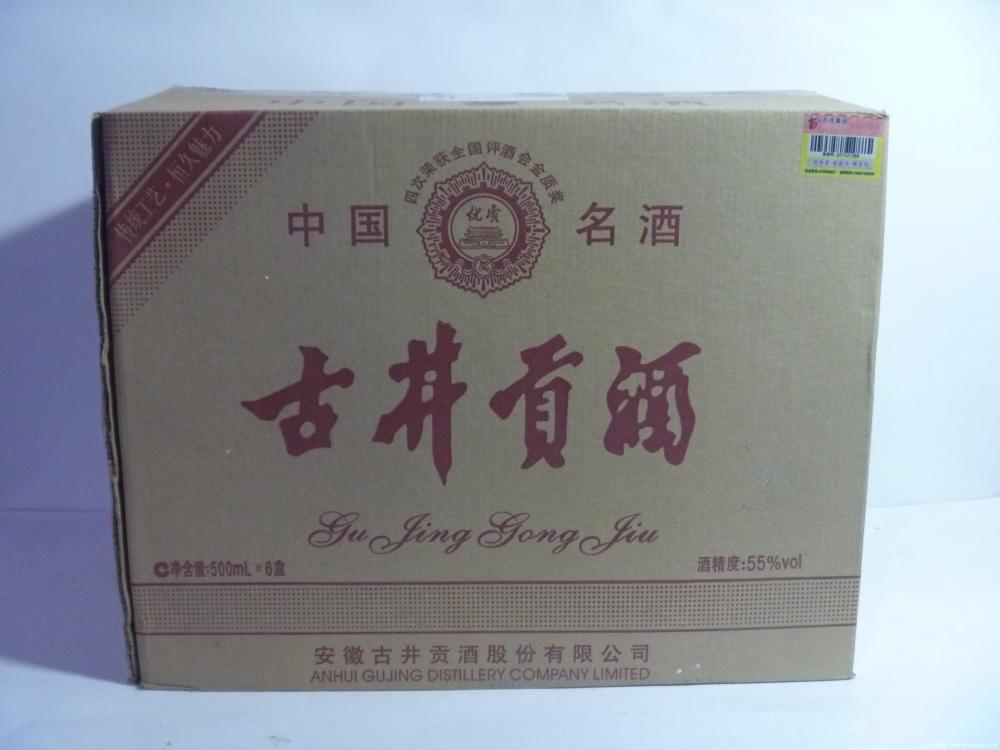 传统工艺·恒久魅力
四次荣获全国评酒会金质奖
中国 名酒
优质
奖
古井贡酒
Gu Jing Gong Jiu
C净含量:500mL×6盒
酒精度:55%vol
安徽古井贡酒股份有限公司
ANHUI GUJING DISTILLERY COMPANY LIMITED